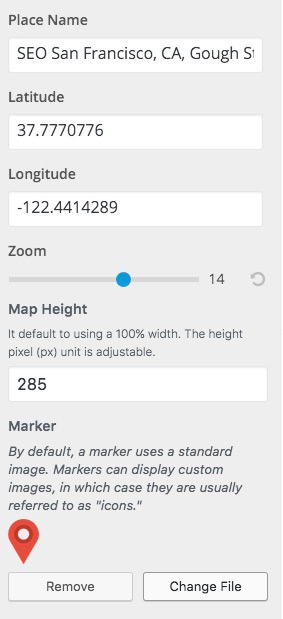 Place Name
SEO San Francisco, CA, Gough St
Latitude
37.7770776
Longitude
-122.4414289
Zoom
14
Map Height
It default to using a 100% width. The height
pixel (px) unit is adjustable.
285
Marker
By default, a marker uses a standard
image. Markers can display custom
images, in which case they are usually
referred to as "icons."
Remove
Change File